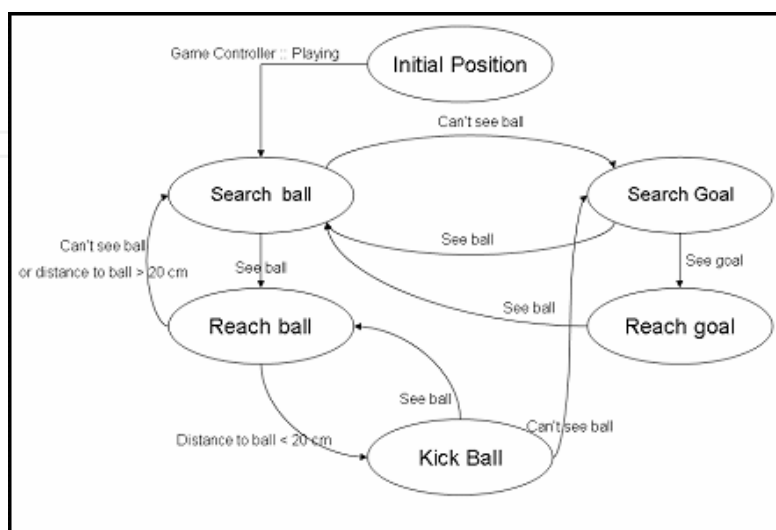 Game Controller :: Playing
Initial Position
Can't see ball
Search ball
Search Goal
Can't see ball
or distance to ball > 20 cm
See ball
See ball
See goal
See ball
Reach ball
Reach goal
See ball
Distance to ball < 20 cm
Can't see ball
Kick Ball